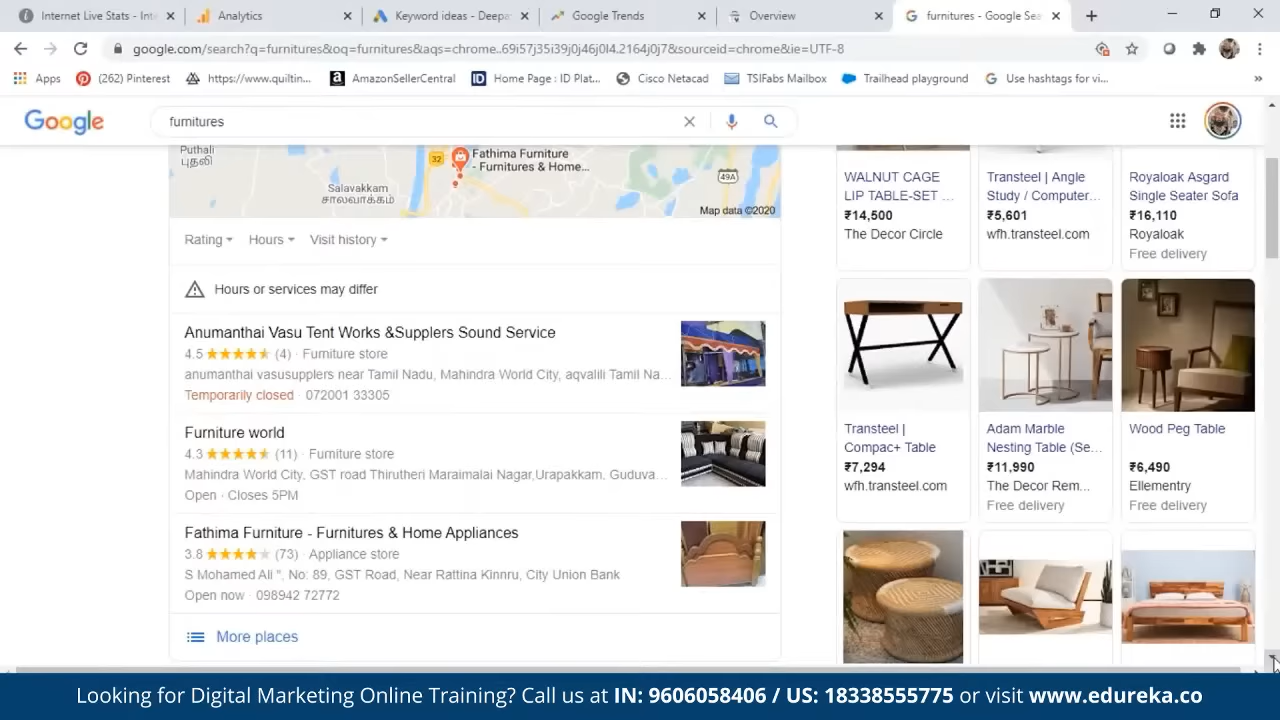 Internet Live Stats - Inte
Analytics
Keyword ideas - Deepa
Google Trends
Overview
furnitures - Google Sea
google.com/search?q=furnitures&oq=furnitures&aqs=chrome..69i57j35i39j0j46j0l4.2164j0j7&sourceid=chrome&ie=UTF-8
Apps
(262) Pinterest
https://www.quiltin...
AmazonSellerCentral
Home Page : ID Plat...
Cisco Netacad
TSIFabs Mailbox
Trailhead playground
Use hashtags for vi...
Google
furnitures
Puthali
புதலி
32
Fathima Furniture
- Furnitures & Home...
49A
Salavakkam
சாலவாக்கம்
Map data ©2020
Rating
Hours
Visit history
Hours or services may differ
Anumanthai Vasu Tent Works &Supplers Sound Service
4.5 (4) · Furniture store
anumanthai vasusupplers near Tamil Nadu, Mahindra World City, aqvalili Tamil Na...
Temporarily closed · 072001 33305
Furniture world
4.3 (11) · Furniture store
Mahindra World City, GST road Thirutheri Maraimalai Nagar,Urapakkam, Guduva...
Open · Closes 5PM
Fathima Furniture - Furnitures & Home Appliances
3.8 (73) · Appliance store
S Mohamed Ali ", No: 89, GST Road, Near Rattina Kinnru, City Union Bank
Open now · 098942 72772
More places
WALNUT CAGE
LIP TABLE-SET ...
₹14,500
The Decor Circle
Transteel | Angle
Study / Computer...
₹5,601
wfh.transteel.com
Royaloak Asgard
Single Seater Sofa
₹16,110
Royaloak
Free delivery
Transteel |
Compac+ Table
₹7,294
wfh.transteel.com
Adam Marble
Nesting Table (Se...
₹11,990
The Decor Rem...
Free delivery
Wood Peg Table
₹6,490
Ellementry
Free delivery
Looking for Digital Marketing Online Training? Call us at IN: 9606058406 / US: 18338555775 or visit www.edureka.co